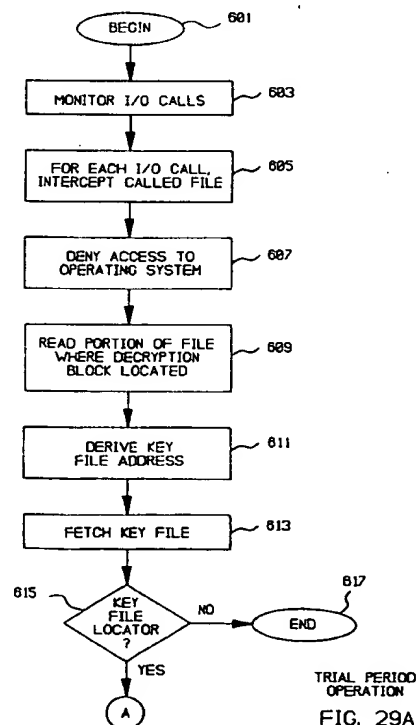 BEGIN
601
MONITOR I/O CALLS
603
FOR EACH I/O CALL,
INTERCEPT CALLED FILE
605
DENY ACCESS TO
OPERATING SYSTEM
607
READ PORTION OF FILE
WHERE DECRYPTION
BLOCK LOCATED
609
DERIVE KEY
FILE ADDRESS
611
FETCH KEY FILE
613
615
KEY
FILE
LOCATOR
?
NO
END
617
YES
A
TRIAL PERIOD
OPERATION
FIG. 29A